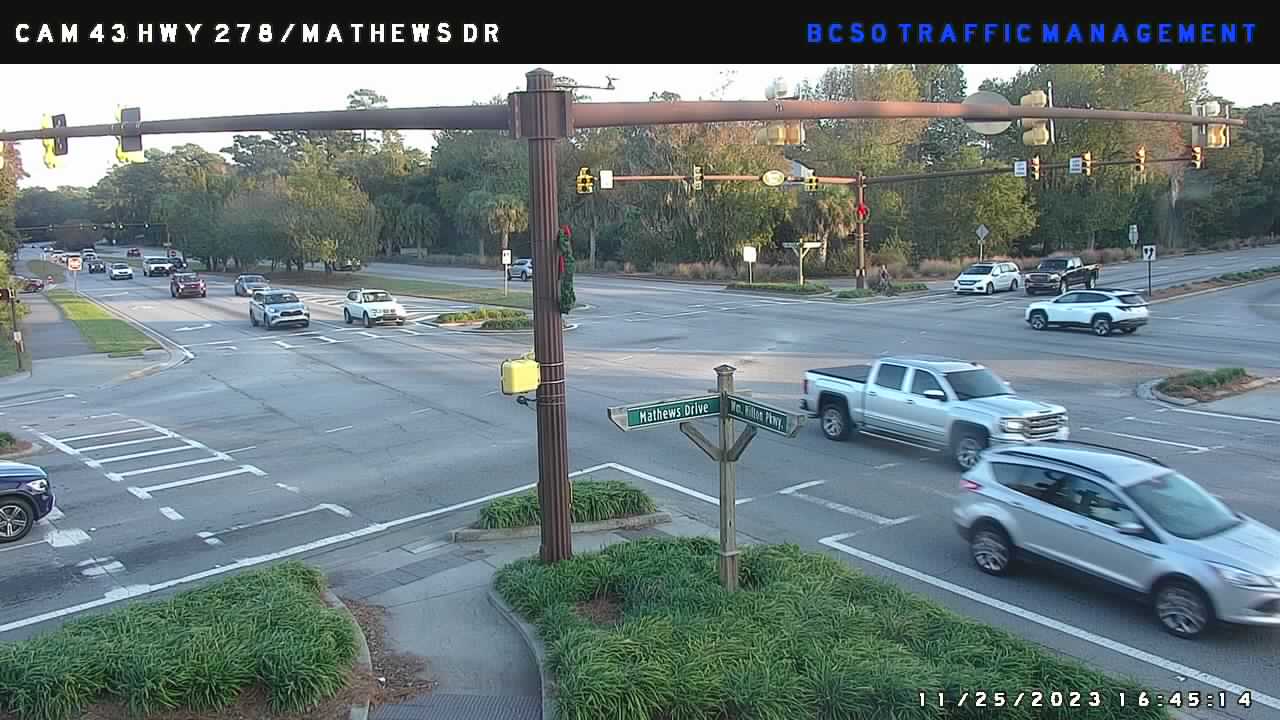 CAM 43 HWY 278/MATHEWS DR
BCSO TRAFFIC MANAGEMENT
Mathews Drive
Wm. Hilton Pkwy.
11/25/2023 16:45:14